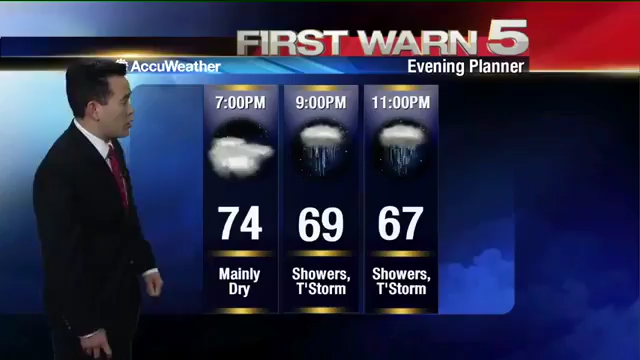 FIRST WARN 5
AccuWeather
Evening Planner
7:00PM 9:00PM 11:00PM
74 69 67
Mainly Showers, Showers,
Dry T'Storm T'Storm